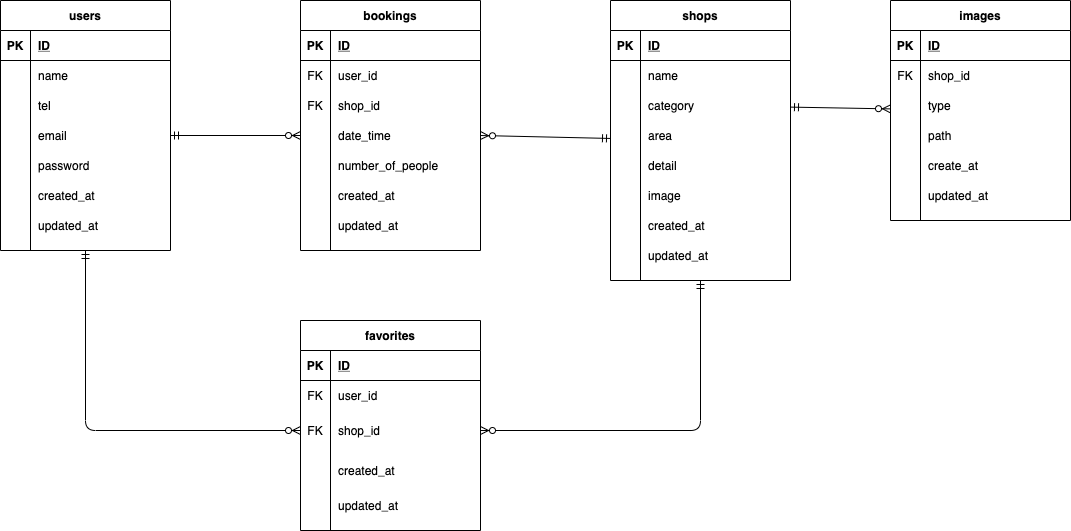 users
PK ID
name
tel
email
password
created_at
updated_at
bookings
PK ID
FK user_id
FK shop_id
date_time
number_of_people
created_at
updated_at
shops
PK ID
name
category
area
detail
image
created_at
updated_at
images
PK ID
FK shop_id
type
path
create_at
updated_at
favorites
PK ID
FK user_id
FK shop_id
created_at
updated_at